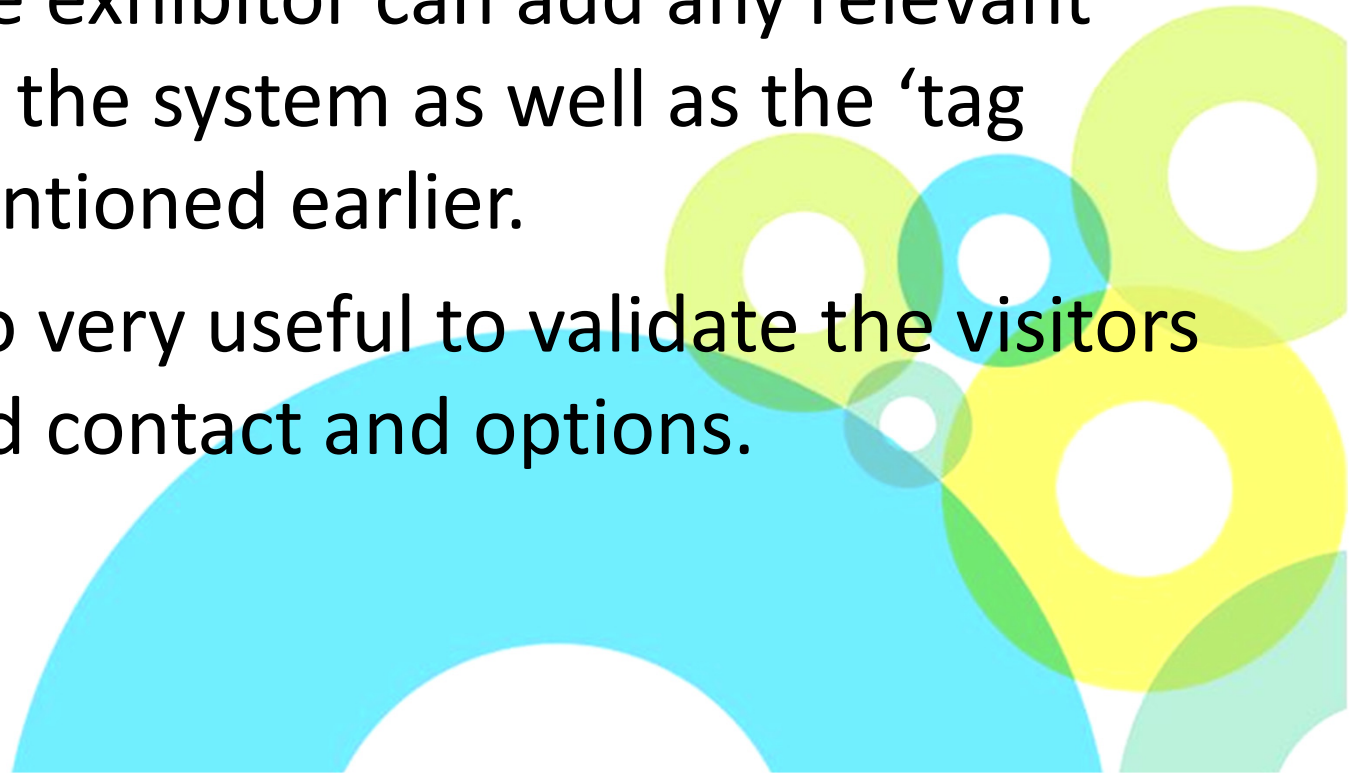 e exhibitor can add any relevant
the system as well as the ‘tag
ntioned earlier.
o very useful to validate the visitors
d contact and options.